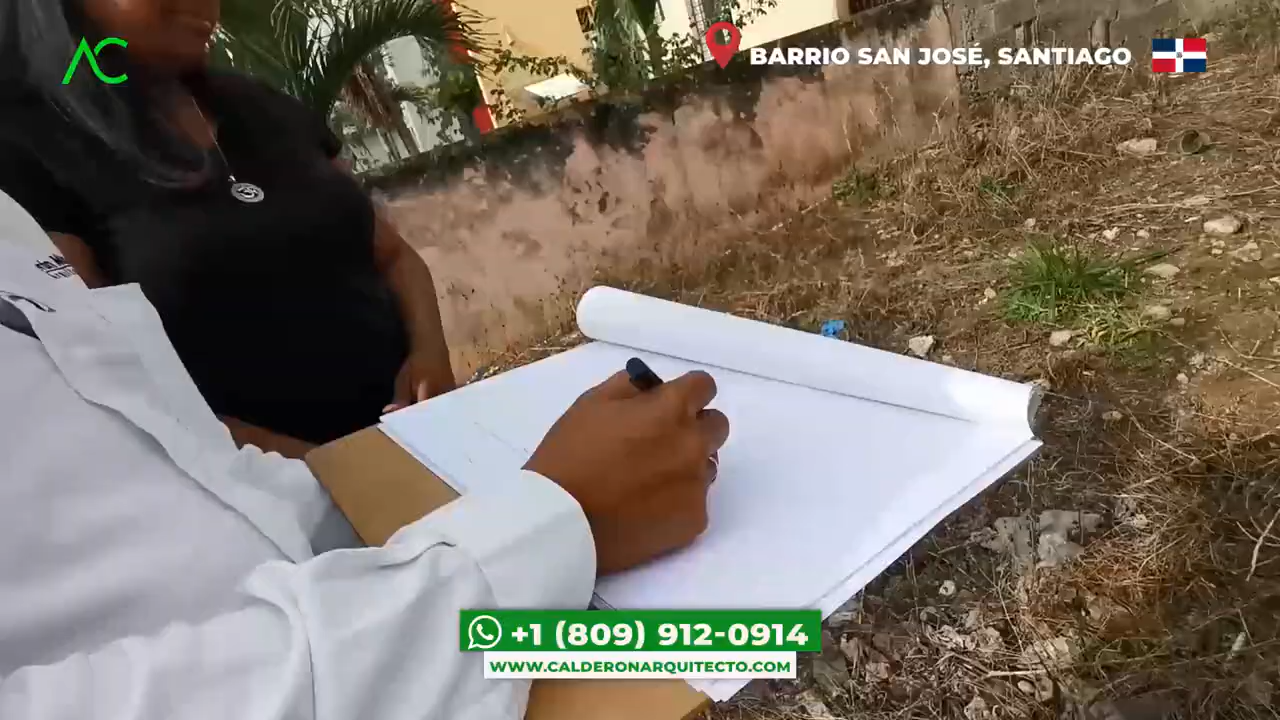 AC
BARRIO SAN JOSÉ, SANTIAGO
+1 (809) 912-0914
WWW.CALDERONARQUITECTO.COM